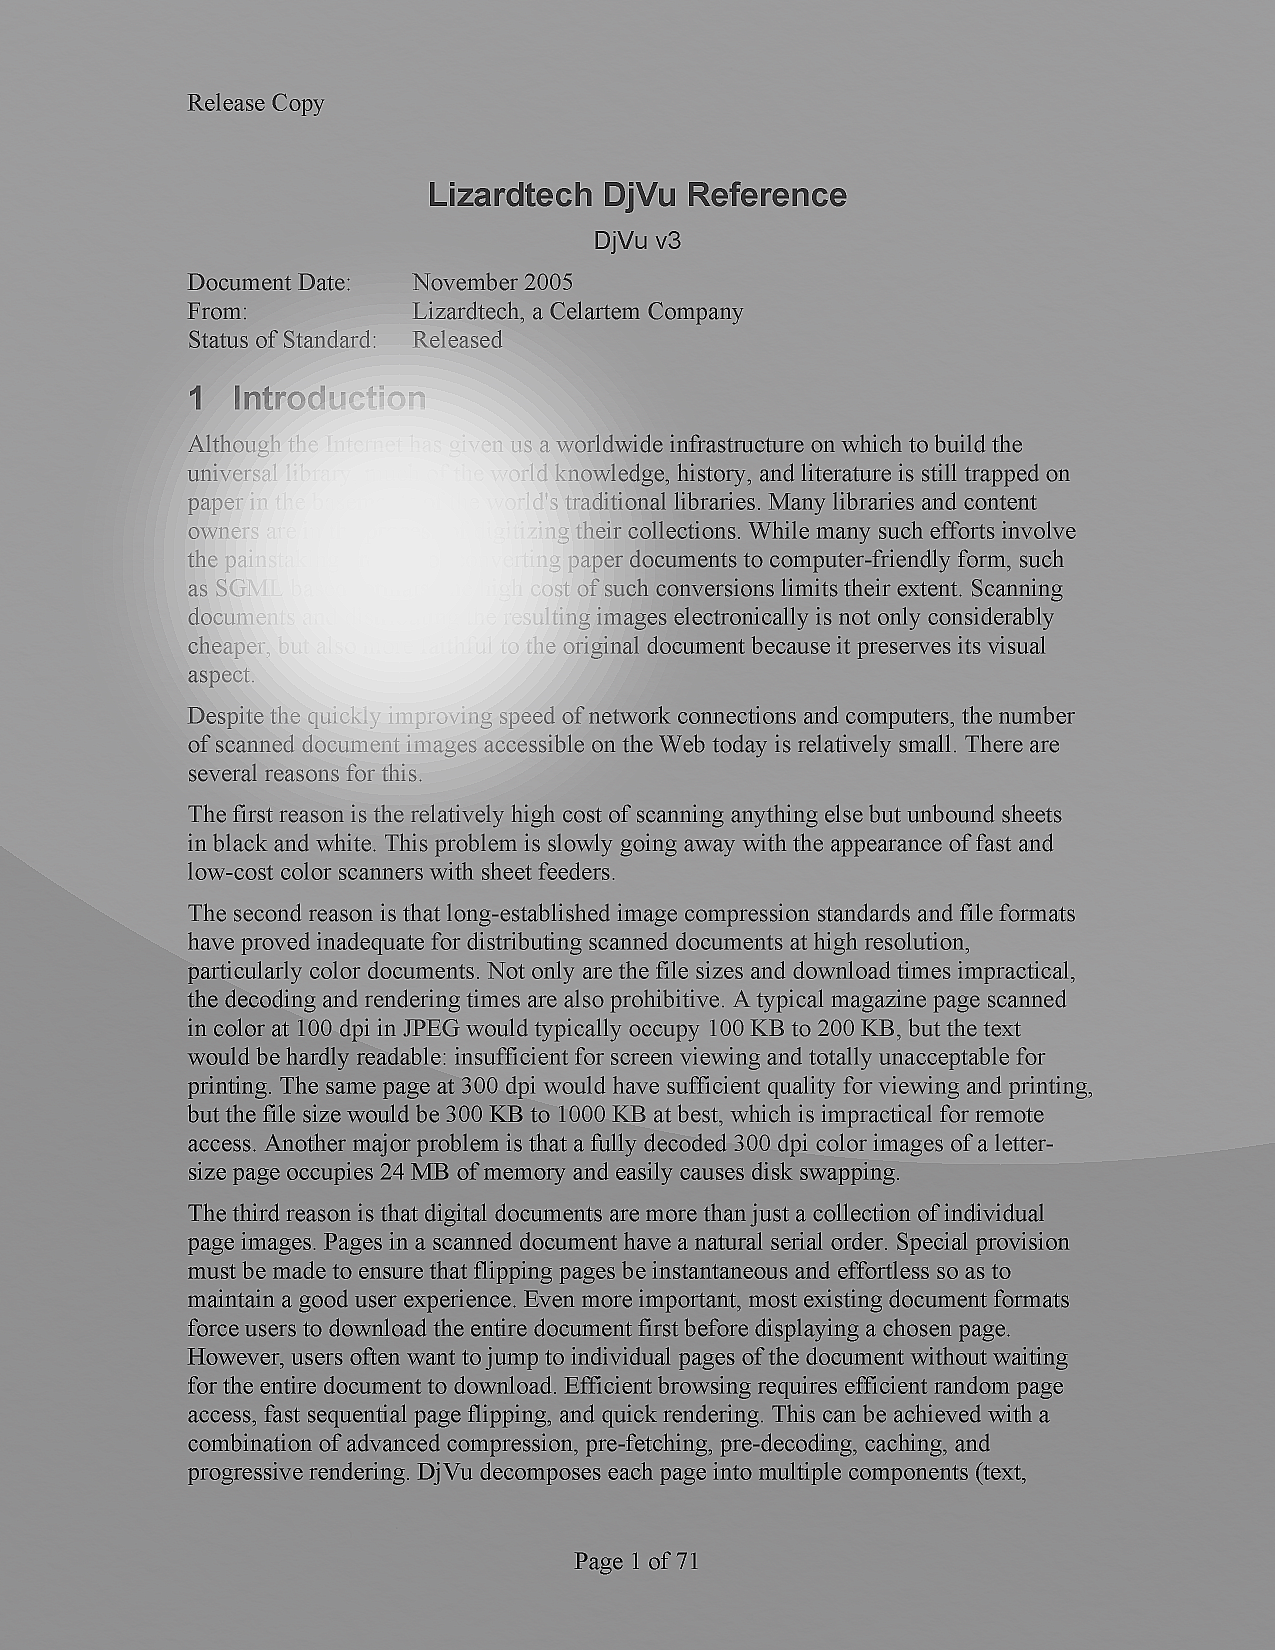 Release Copy
Lizardtech DjVu Reference
DjVu v3
Document Date: November 2005
From: Lizardtech, a Celartem Company
Status of Standard: Released
1 Introduction
Although the Internet has given us a worldwide infrastructure on which to build the
universal library of the world knowledge, history, and literature is still trapped on
paper in the world's traditional libraries. Many libraries and content
owners are their collections. While many such efforts involve
the paper documents to computer-friendly form, such
as SGML cost of such conversions limits their extent. Scanning
documents resulting images electronically is not only considerably
cheaper, but also to the original document because it preserves its visual
aspect.
Despite the quickly improving speed of network connections and computers, the number
of scanned document images accessible on the Web today is relatively small. There are
several reasons for this.
The first reason is the relatively high cost of scanning anything else but unbound sheets
in black and white. This problem is slowly going away with the appearance of fast and
low-cost color scanners with sheet feeders.
The second reason is that long-established image compression standards and file formats
have proved inadequate for distributing scanned documents at high resolution,
particularly color documents. Not only are the file sizes and download times impractical,
the decoding and rendering times are also prohibitive. A typical magazine page scanned
in color at 100 dpi in JPEG would typically occupy 100 KB to 200 KB, but the text
would be hardly readable: insufficient for screen viewing and totally unacceptable for
printing. The same page at 300 dpi would have sufficient quality for viewing and printing,
but the file size would be 300 KB to 1000 KB at best, which is impractical for remote
access. Another major problem is that a fully decoded 300 dpi color images of a letter-
size page occupies 24 MB of memory and easily causes disk swapping.
The third reason is that digital documents are more than just a collection of individual
page images. Pages in a scanned document have a natural serial order. Special provision
must be made to ensure that flipping pages be instantaneous and effortless so as to
maintain a good user experience. Even more important, most existing document formats
force users to download the entire document first before displaying a chosen page.
However, users often want to jump to individual pages of the document without waiting
for the entire document to download. Efficient browsing requires efficient random page
access, fast sequential page flipping, and quick rendering. This can be achieved with a
combination of advanced compression, pre-fetching, pre-decoding, caching, and
progressive rendering. DjVu decomposes each page into multiple components (text,
Page 1 of 71